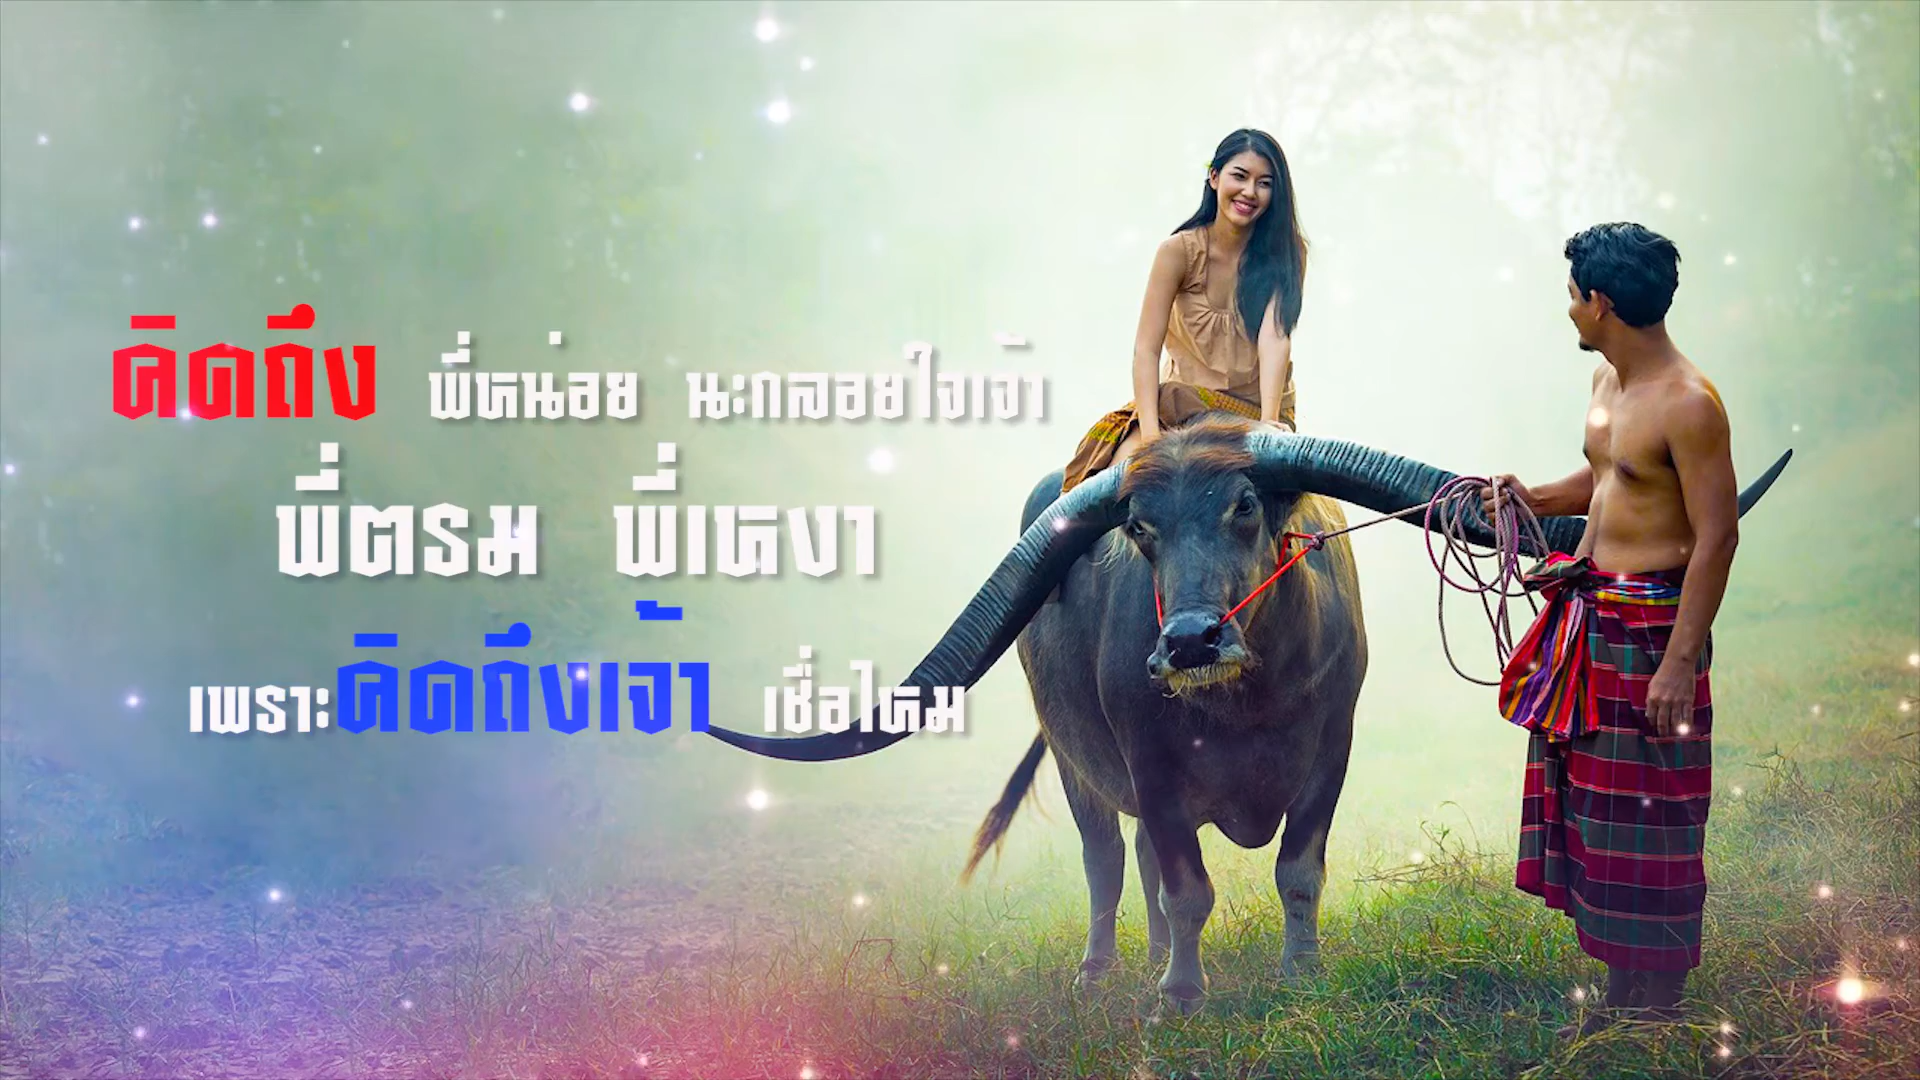 คิดถึง พี่หน่อย นะกลอยใจเจ้า
พี่ตรม พี่เหงา
เพราะคิดถึงเจ้า เชื่อไหม